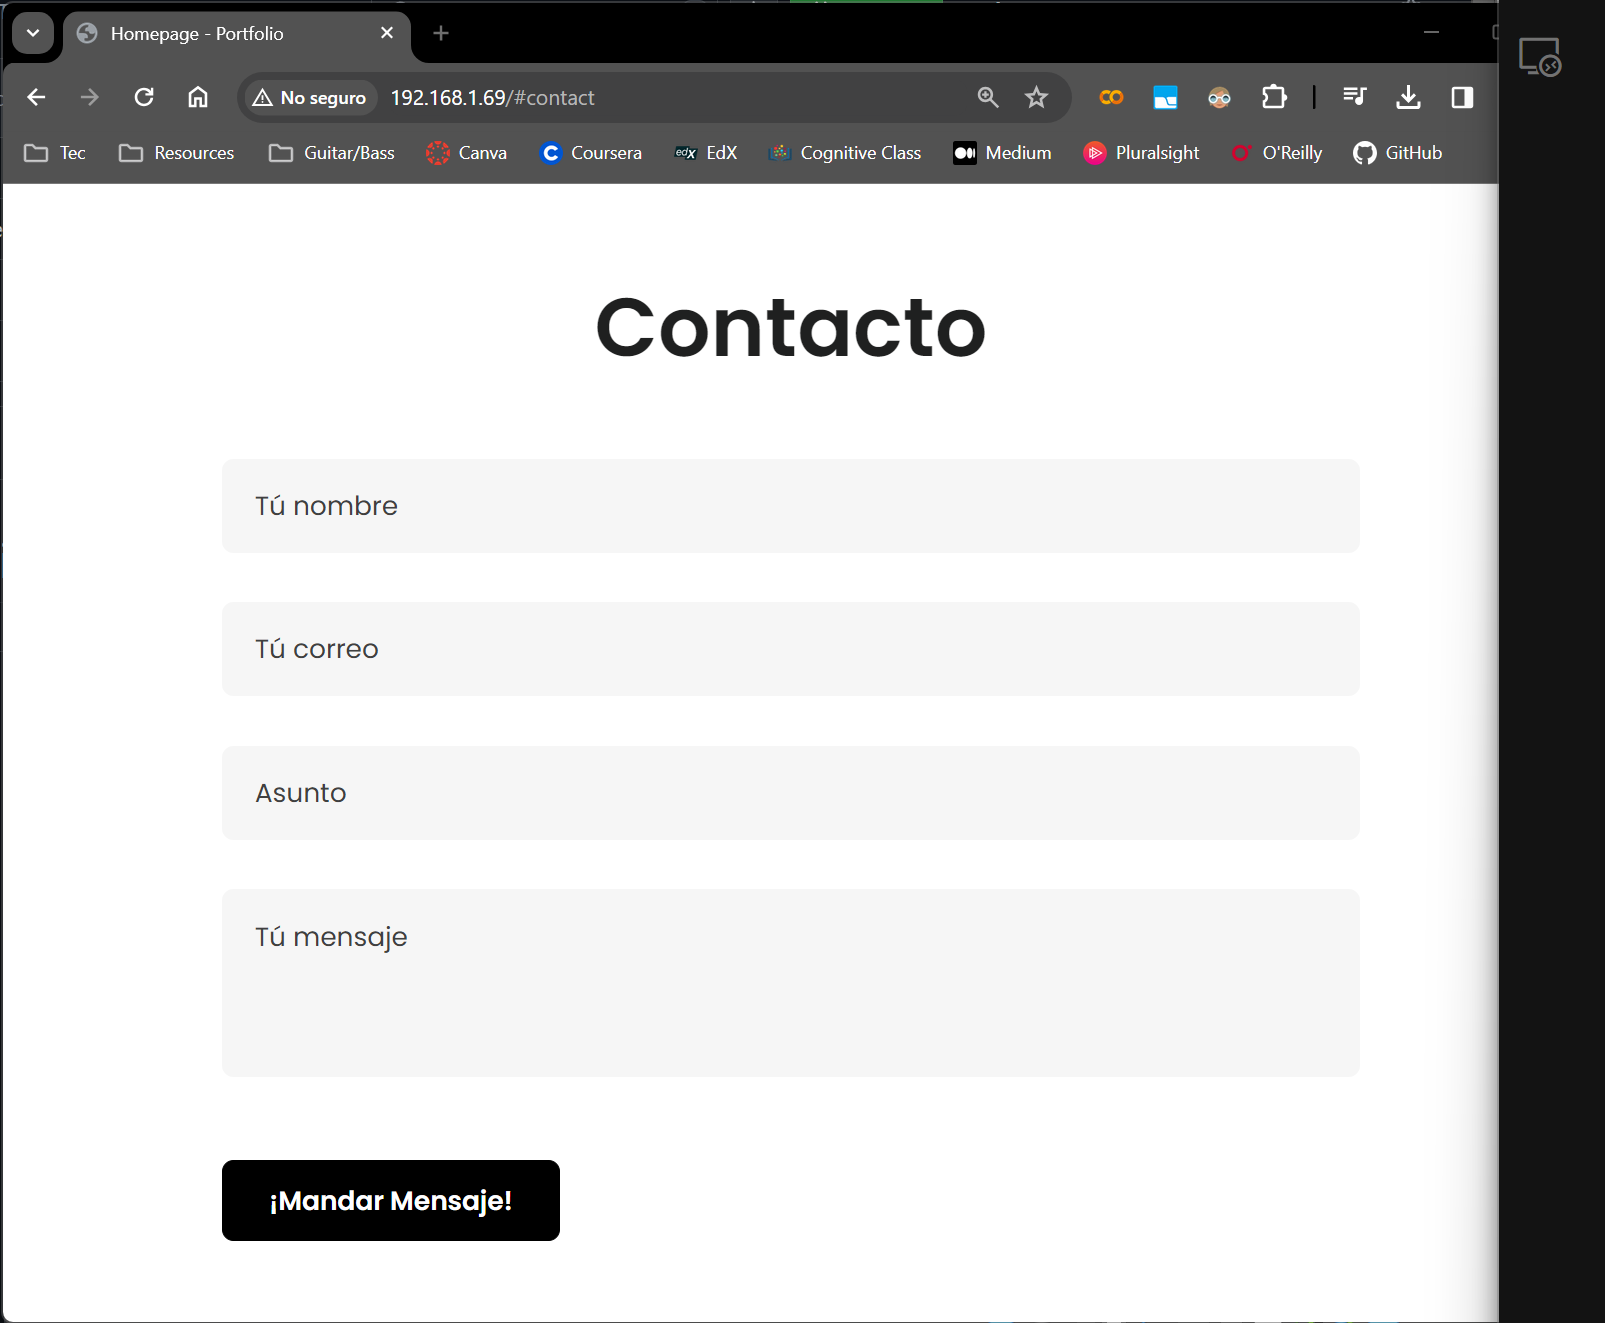 Homepage - Portfolio
No seguro 192.168.1.69/#contact
Tec Resources Guitar/Bass Canva Coursera edX EdX Cognitive Class Medium Pluralsight O'Reilly GitHub
Contacto
Tú nombre
Tú correo
Asunto
Tú mensaje
¡Mandar Mensaje!